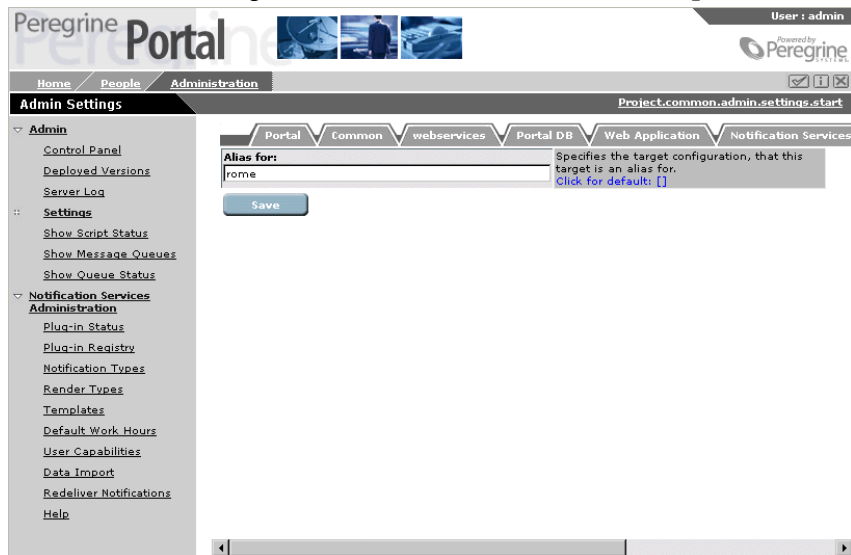 Peregrine Portal
User : admin
Powered by
Peregrine
SYSTEMS
Home
People
Administration
Admin Settings
Project.common.admin.settings.start
Admin
Control Panel
Deployed Versions
Server Log
Settings
Show Script Status
Show Message Queues
Show Queue Status
Notification Services
Administration
Plug-in Status
Plug-in Registry
Notification Types
Render Types
Templates
Default Work Hours
User Capabilities
Data Import
Redeliver Notifications
Help
Portal
Common
webservices
Portal DB
Web Application
Notification Services
Alias for:
rome
Specifies the target configuration, that this
target is an alias for.
Click for default: []
Save